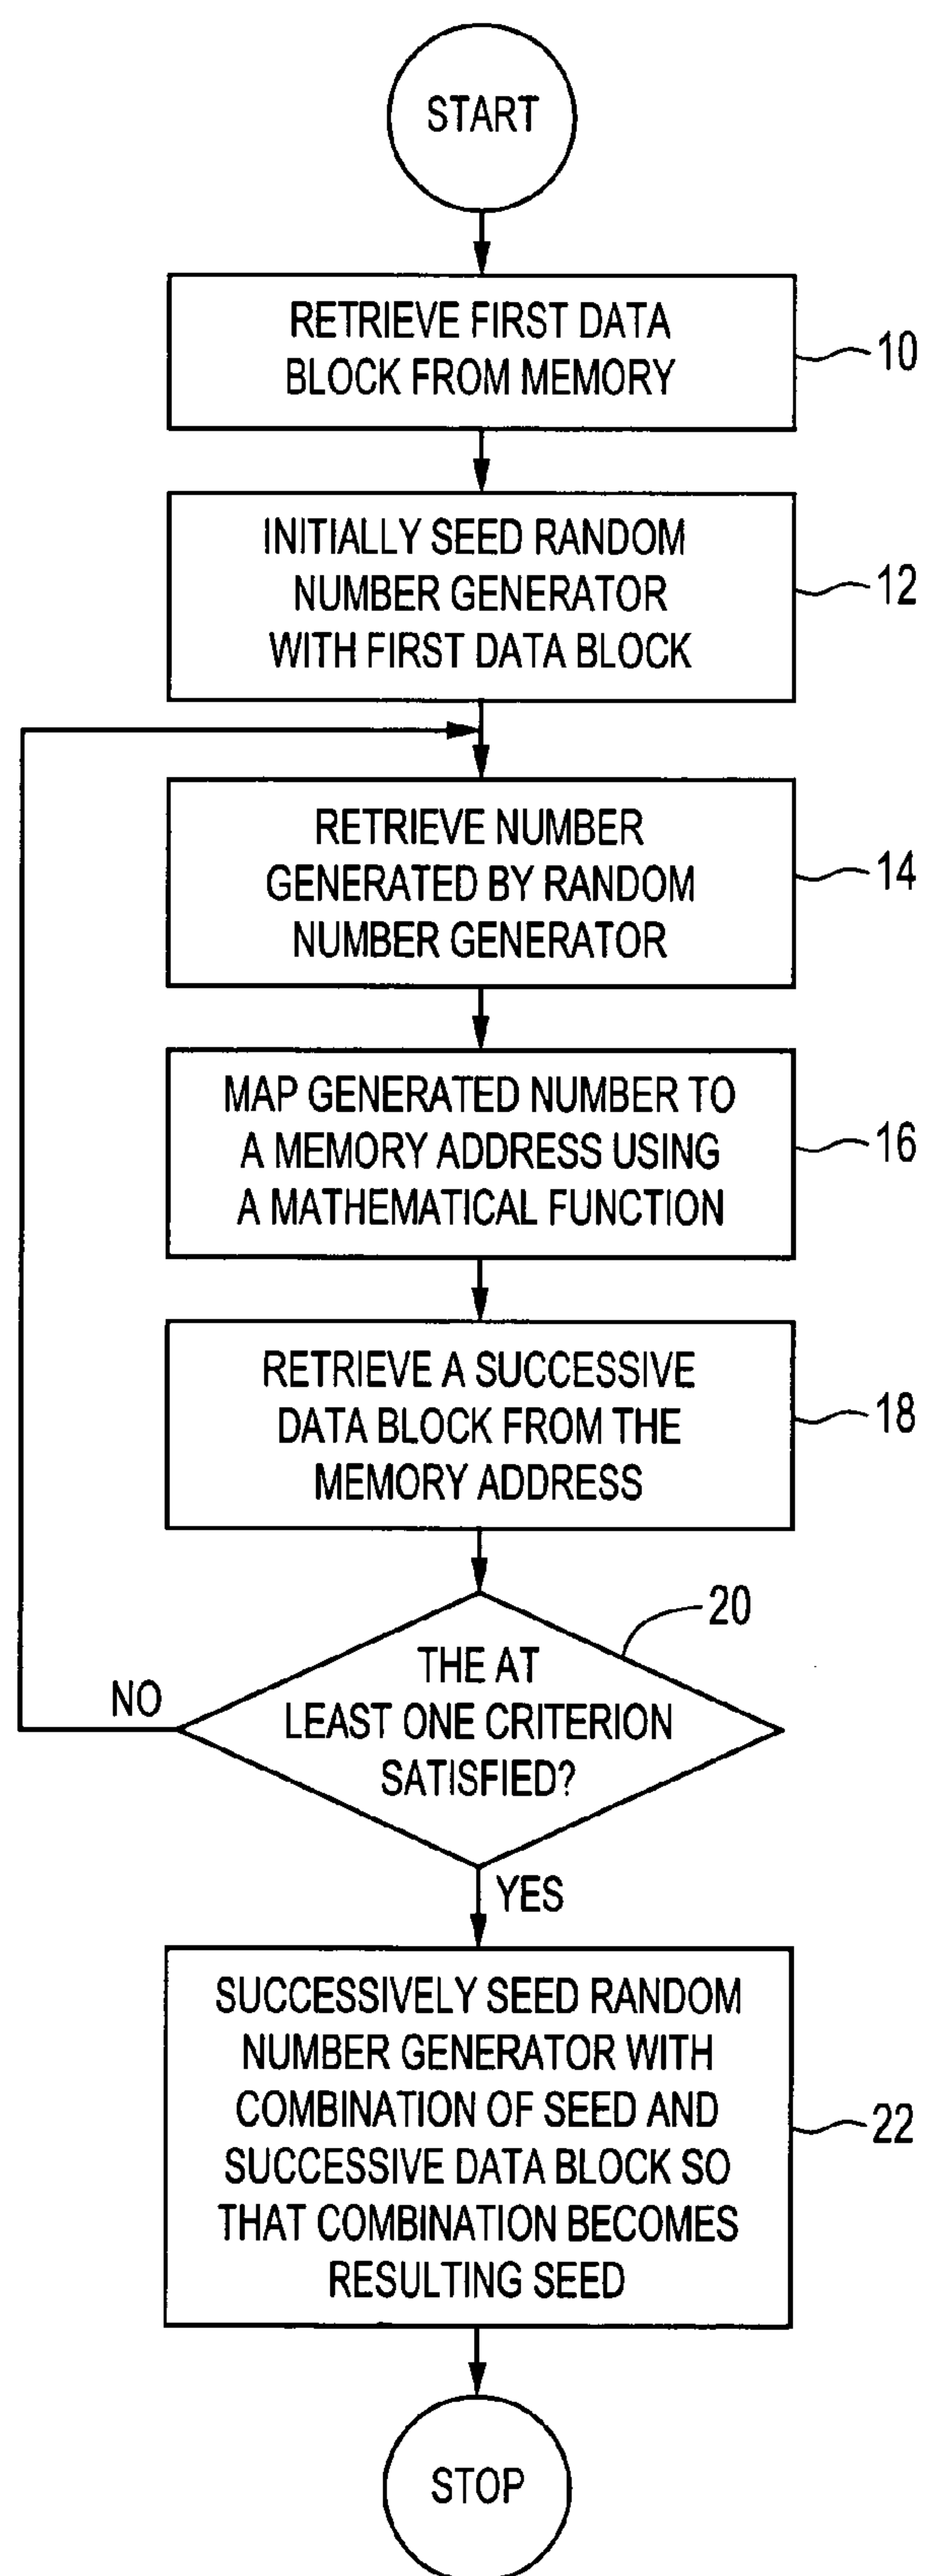 START
RETRIEVE FIRST DATA
BLOCK FROM MEMORY
10
INITIALLY SEED RANDOM
NUMBER GENERATOR
WITH FIRST DATA BLOCK
12
RETRIEVE NUMBER
GENERATED BY RANDOM
NUMBER GENERATOR
14
MAP GENERATED NUMBER TO
A MEMORY ADDRESS USING
A MATHEMATICAL FUNCTION
16
RETRIEVE A SUCCESSIVE
DATA BLOCK FROM THE
MEMORY ADDRESS
18
20
THE AT
LEAST ONE CRITERION
SATISFIED?
NO
YES
SUCCESSIVELY SEED RANDOM
NUMBER GENERATOR WITH
COMBINATION OF SEED AND
SUCCESSIVE DATA BLOCK SO
THAT COMBINATION BECOMES
RESULTING SEED
22
STOP